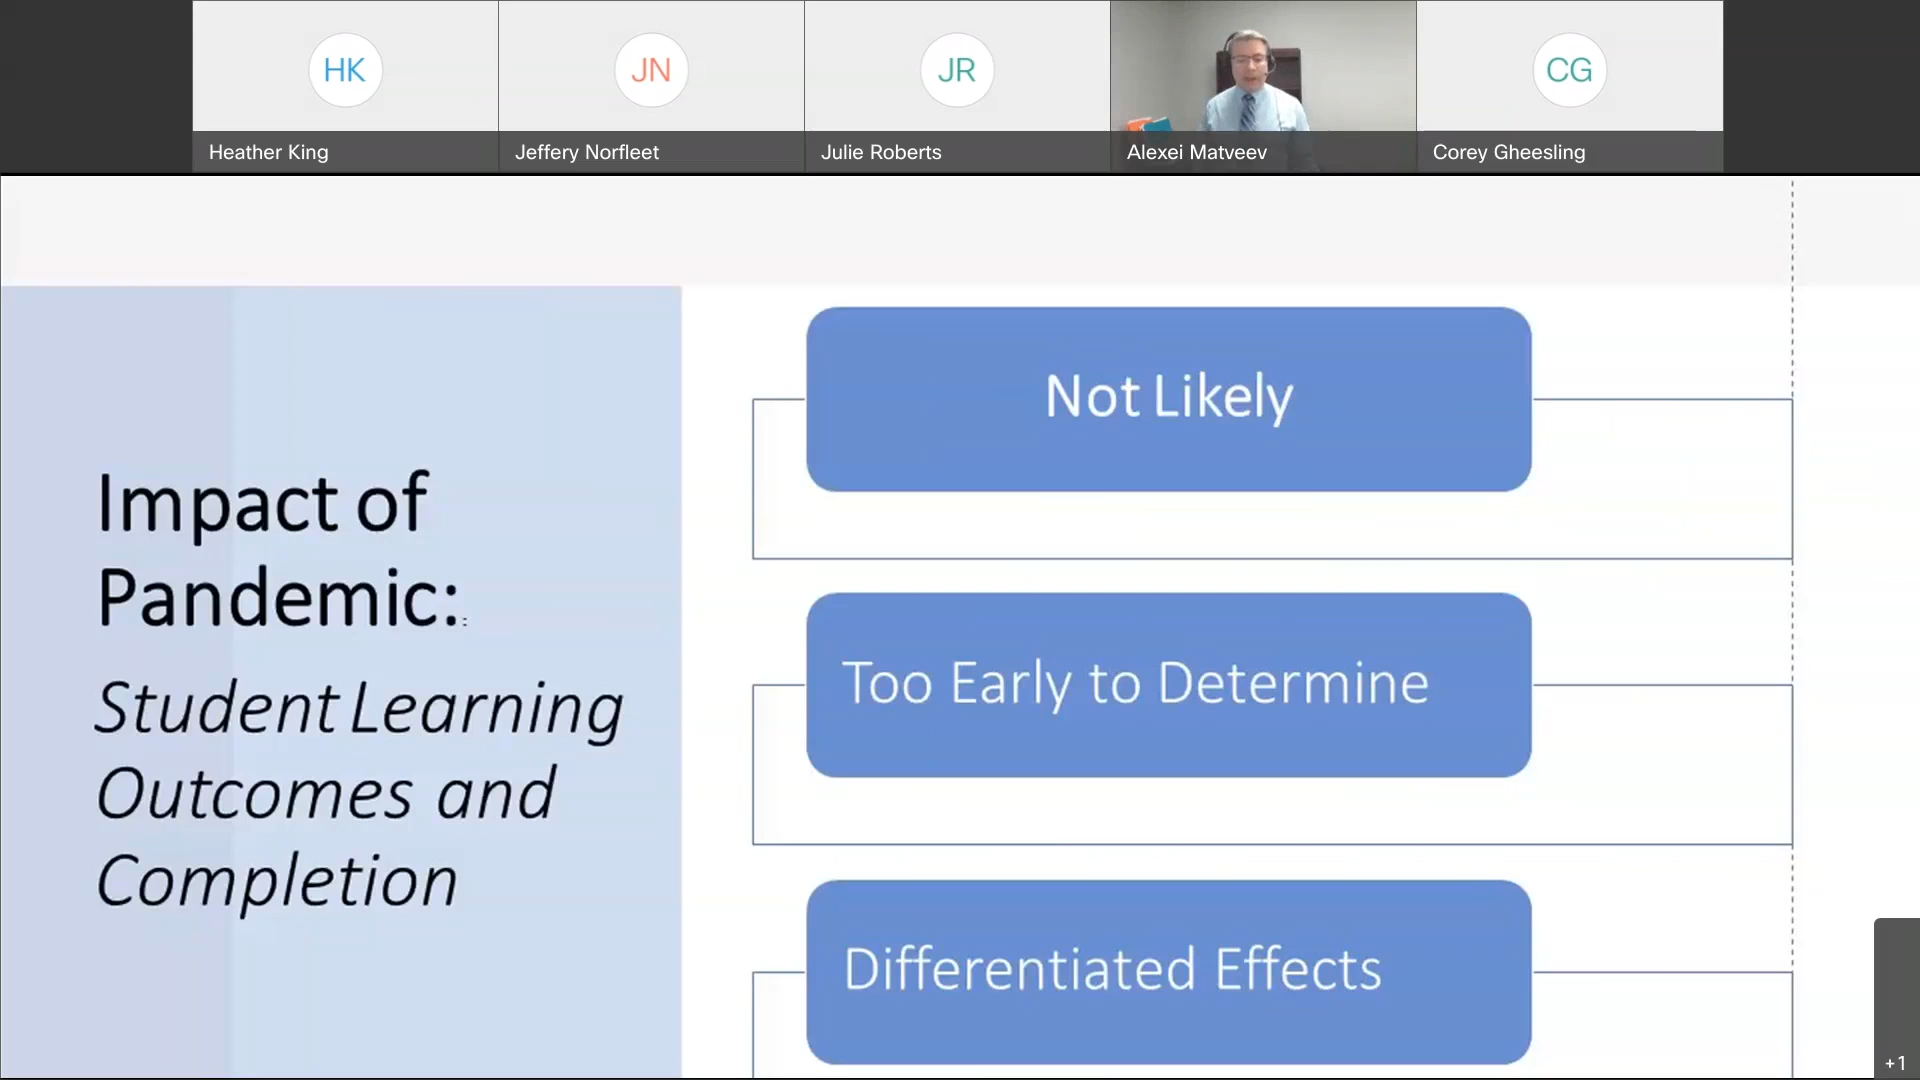 HK
JN
JR
CG
Heather King
Jeffery Norfleet
Julie Roberts
Alexei Matveev
Corey Gheesling
Impact of
Pandemic:
Student Learning
Outcomes and
Completion
Not Likely
Too Early to Determine
Differentiated Effects
+1